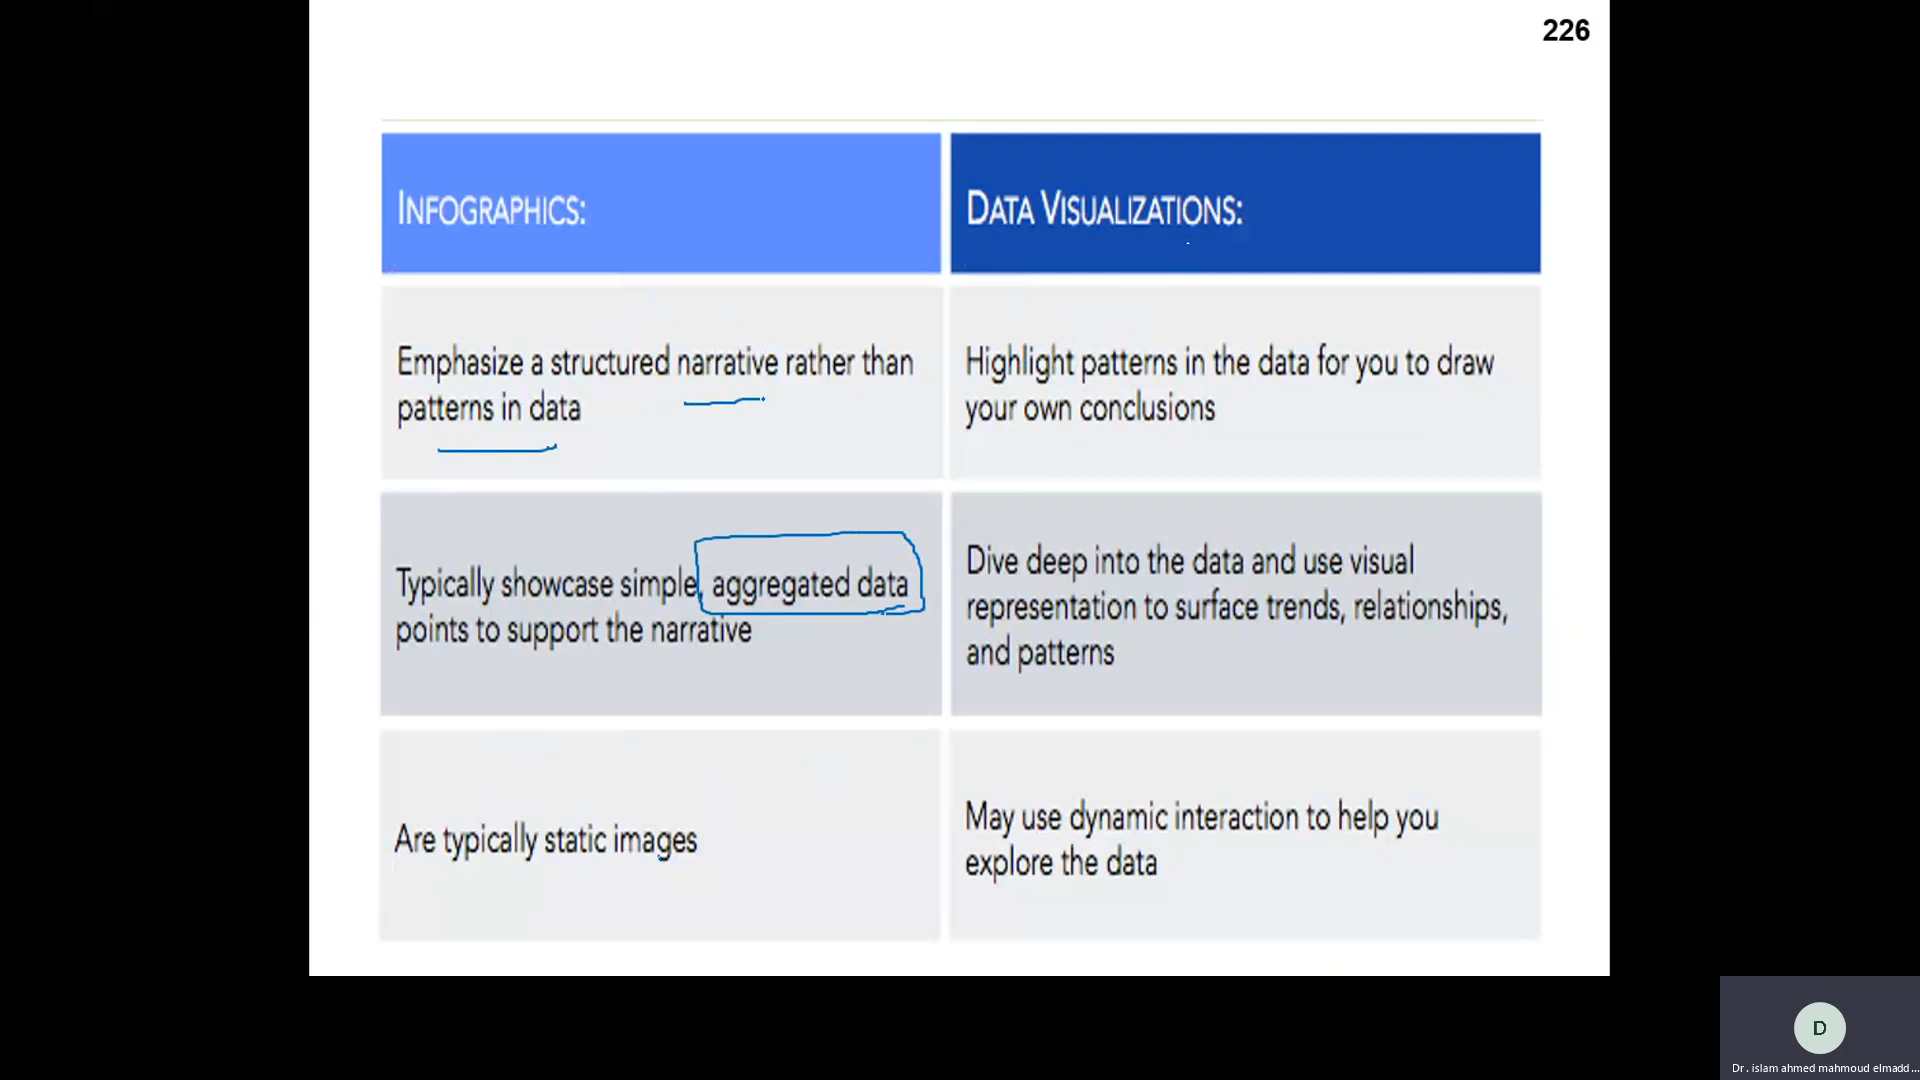 226
INFOGRAPHICS:
DATA VISUALIZATIONS:
Emphasize a structured narrative rather than
patterns in data
Highlight patterns in the data for you to draw
your own conclusions
Typically showcase simple, aggregated data
points to support the narrative
Dive deep into the data and use visual
representation to surface trends, relationships,
and patterns
Are typically static images
May use dynamic interaction to help you
explore the data
D
Dr. islam ahmed mahmoud elmadd...